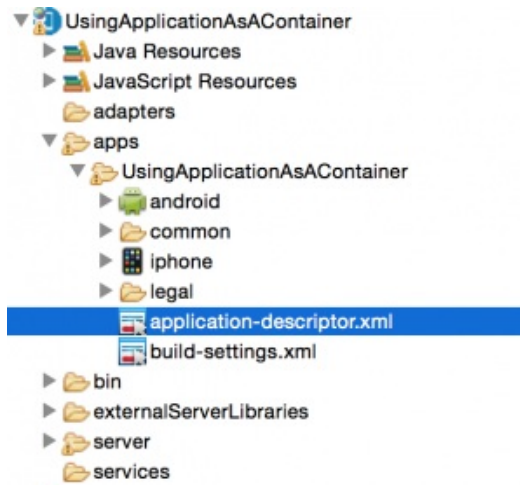 UsingApplicationAsAContainer
Java Resources
JavaScript Resources
adapters
apps
UsingApplicationAsAContainer
android
common
iphone
legal
application-descriptor.xml
build-settings.xml
bin
externalServerLibraries
server
services